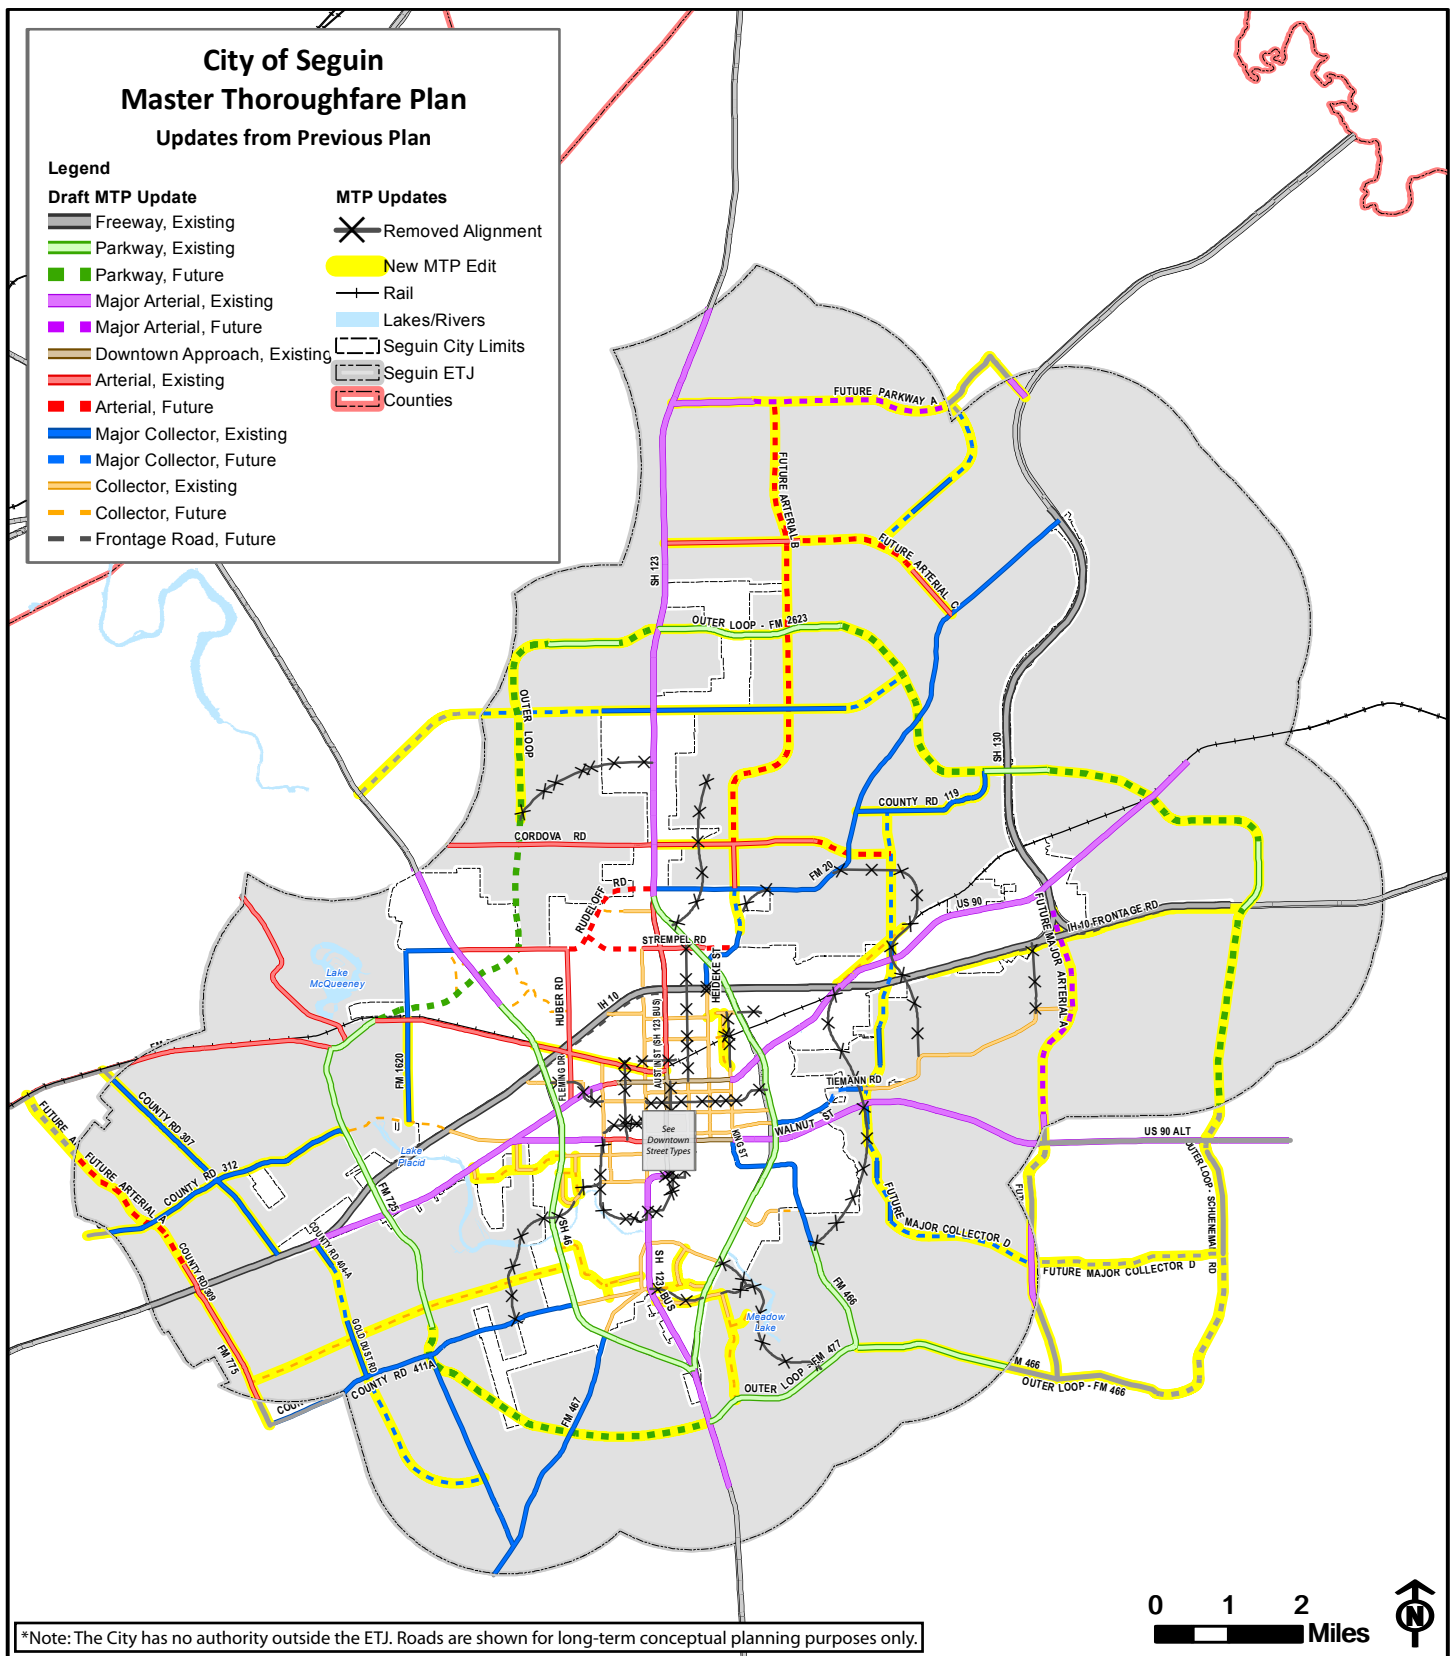 City of Seguin
Master Thoroughfare Plan
Updates from Previous Plan
Legend
Draft MTP Update
Freeway, Existing
Parkway, Existing
Parkway, Future
Major Arterial, Existing
Major Arterial, Future
Downtown Approach, Existing
Arterial, Existing
Arterial, Future
Major Collector, Existing
Major Collector, Future
Collector, Existing
Collector, Future
Frontage Road, Future
MTP Updates
Removed Alignment
New MTP Edit
Rail
Lakes/Rivers
Seguin City Limits
Seguin ETJ
Counties
FUTURE PARKWAY A
FUTURE ARTERIAL B
FUTURE ARTERIAL C
SH 123
OUTER LOOP - FM 2623
OUTER LOOP
SH 130
COUNTY RD 119
CORDOVA RD
FM 20
RUDELOFF RD
US 90
IH 10 FRONTAGE RD
FUTURE MAJOR ARTERIAL A
STREMPEL RD
HEIDEKE ST
Lake
McQueeney
HUBER RD
IH 10
AUSTIN ST (SH 123 BUS)
FM 1620
FLEMING DR
TIEMANN RD
FUTURE A
COUNTY RD 307
WALNUT ST
KING ST
US 90 ALT
See
Downtown
Street Types
Lake
Placid
COUNTY RD 312
FUTURE ARTERIAL A
FM 725
OUTER LOOP - SCHUENEMAN RD
FUTURE MAJOR COLLECTOR D
FUTURE MAJOR COLLECTOR D
SH 46
COUNTY RD 404-A
COUNTY RD 309
SH 123 BUS
FM 466
Meadow
Lake
GOLD DUST RD
FM 775
COUNTY RD 411A
OUTER LOOP - FM 477
FM 466
OUTER LOOP - FM 466
COUN
FM 467
0 1 2
Miles
N
*Note: The City has no authority outside the ETJ. Roads are shown for long-term conceptual planning purposes only.